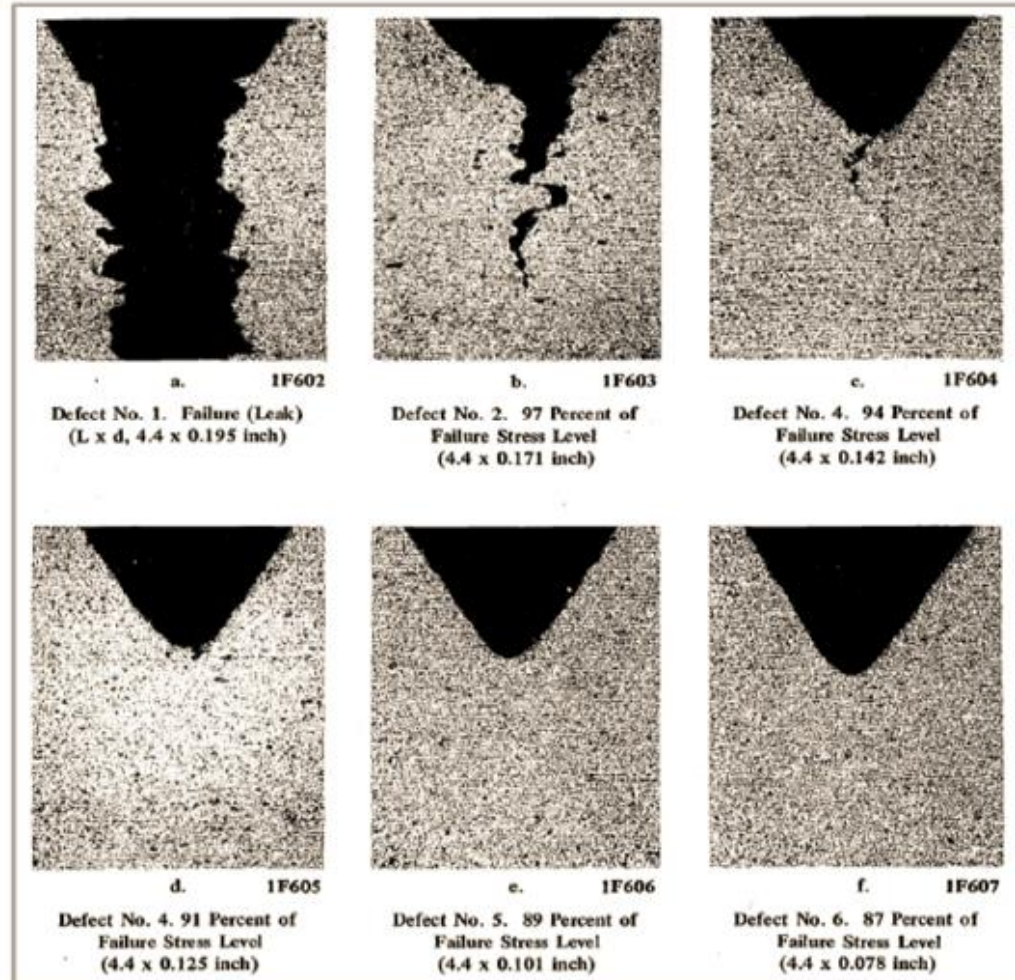 a. 1F602
Defect No. 1. Failure (Leak)
(L x d, 4.4 x 0.195 inch)
b. 1F603
Defect No. 2. 97 Percent of
Failure Stress Level
(4.4 x 0.171 inch)
c. 1F604
Defect No. 4. 94 Percent of
Failure Stress Level
(4.4 x 0.142 inch)
d. 1F605
Defect No. 4. 91 Percent of
Failure Stress Level
(4.4 x 0.125 inch)
e. 1F606
Defect No. 5. 89 Percent of
Failure Stress Level
(4.4 x 0.101 inch)
f. 1F607
Defect No. 6. 87 Percent of
Failure Stress Level
(4.4 x 0.078 inch)